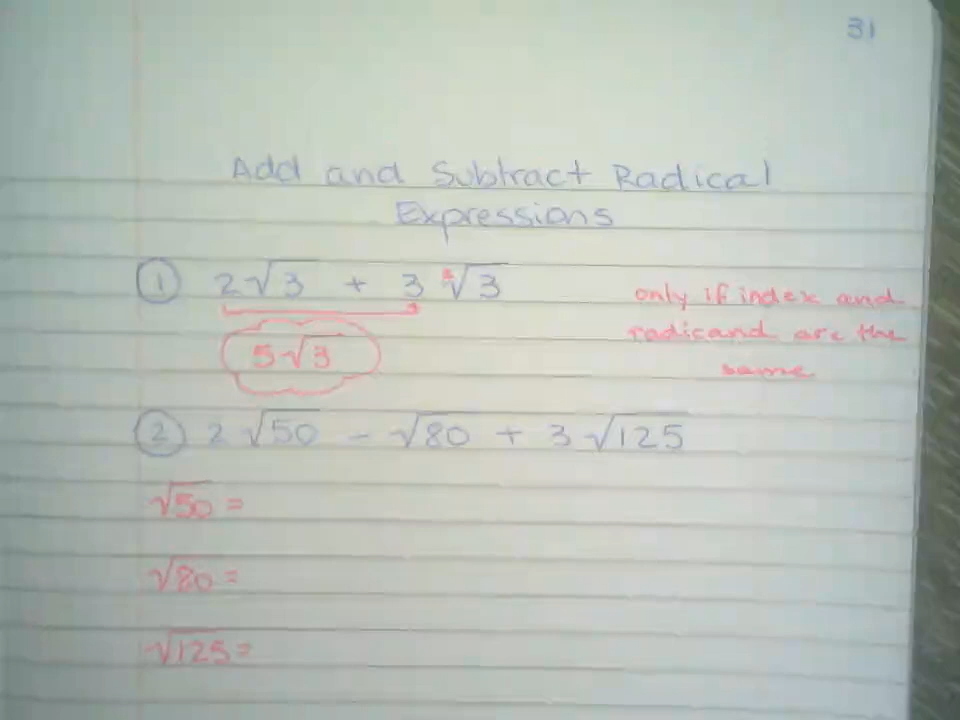 31
Add and Subtract Radical
Expressions
① 2√3 + 3 ∛3
only if index and
radicand are the
same
5√3
② 2 √50 - √80 + 3 √125
√50 =
√80 =
√125 =